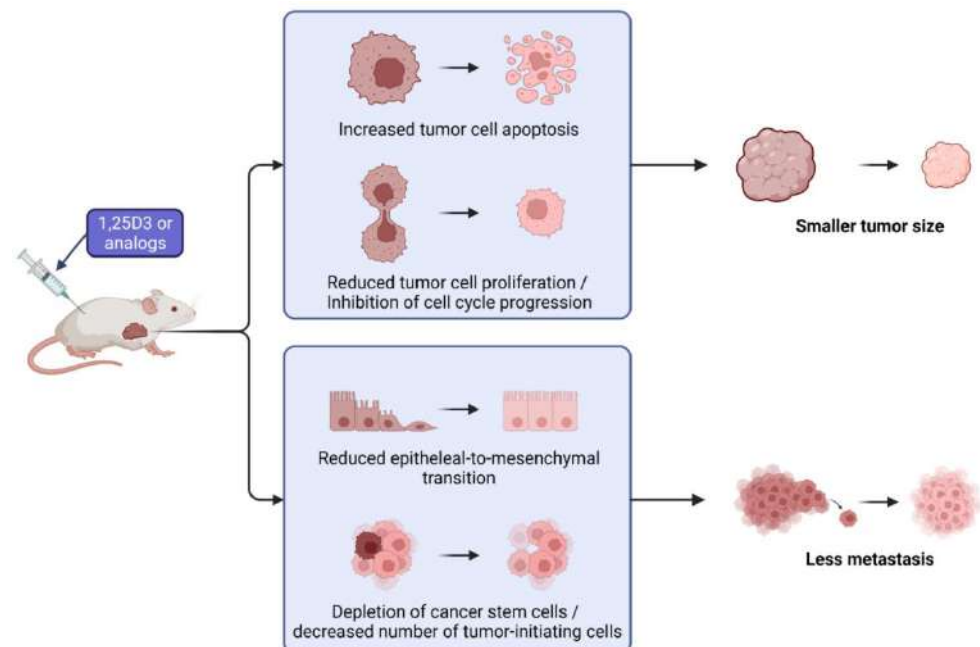 1,25D3 or
analogs
Increased tumor cell apoptosis
Reduced tumor cell proliferation /
Inhibition of cell cycle progression
Smaller tumor size
Reduced epitheleal-to-mesenchymal
transition
Depletion of cancer stem cells /
decreased number of tumor-initiating cells
Less metastasis